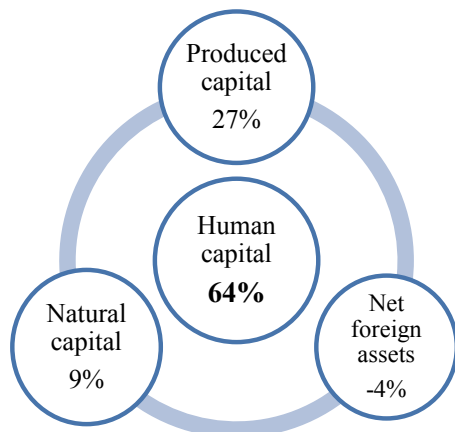 Produced
capital
27%
Human
capital
64%
Natural
capital
9%
Net
foreign
assets
-4%